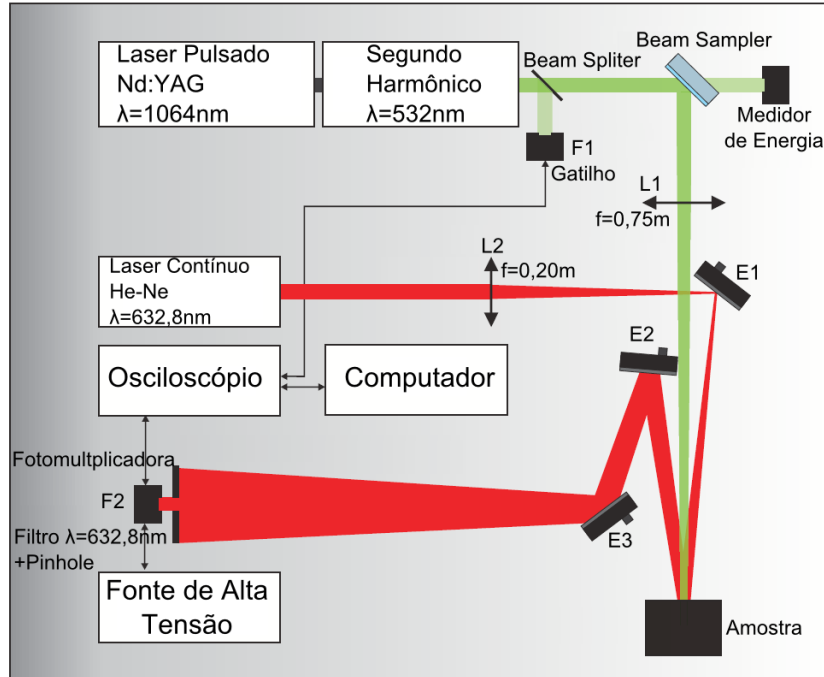 Laser Pulsado
Nd:YAG
λ=1064nm
Segundo
Harmônico
λ=532nm
Beam Spliter
Beam Sampler
Medidor
de Energia
F1
Gatilho
L1
f=0,75m
Laser Contínuo
He-Ne
λ=632,8nm
L2
f=0,20m
E1
E2
Osciloscópio
Computador
Fotomultplicadora
F2
Filtro λ=632,8nm
+Pinhole
E3
Fonte de Alta
Tensão
Amostra